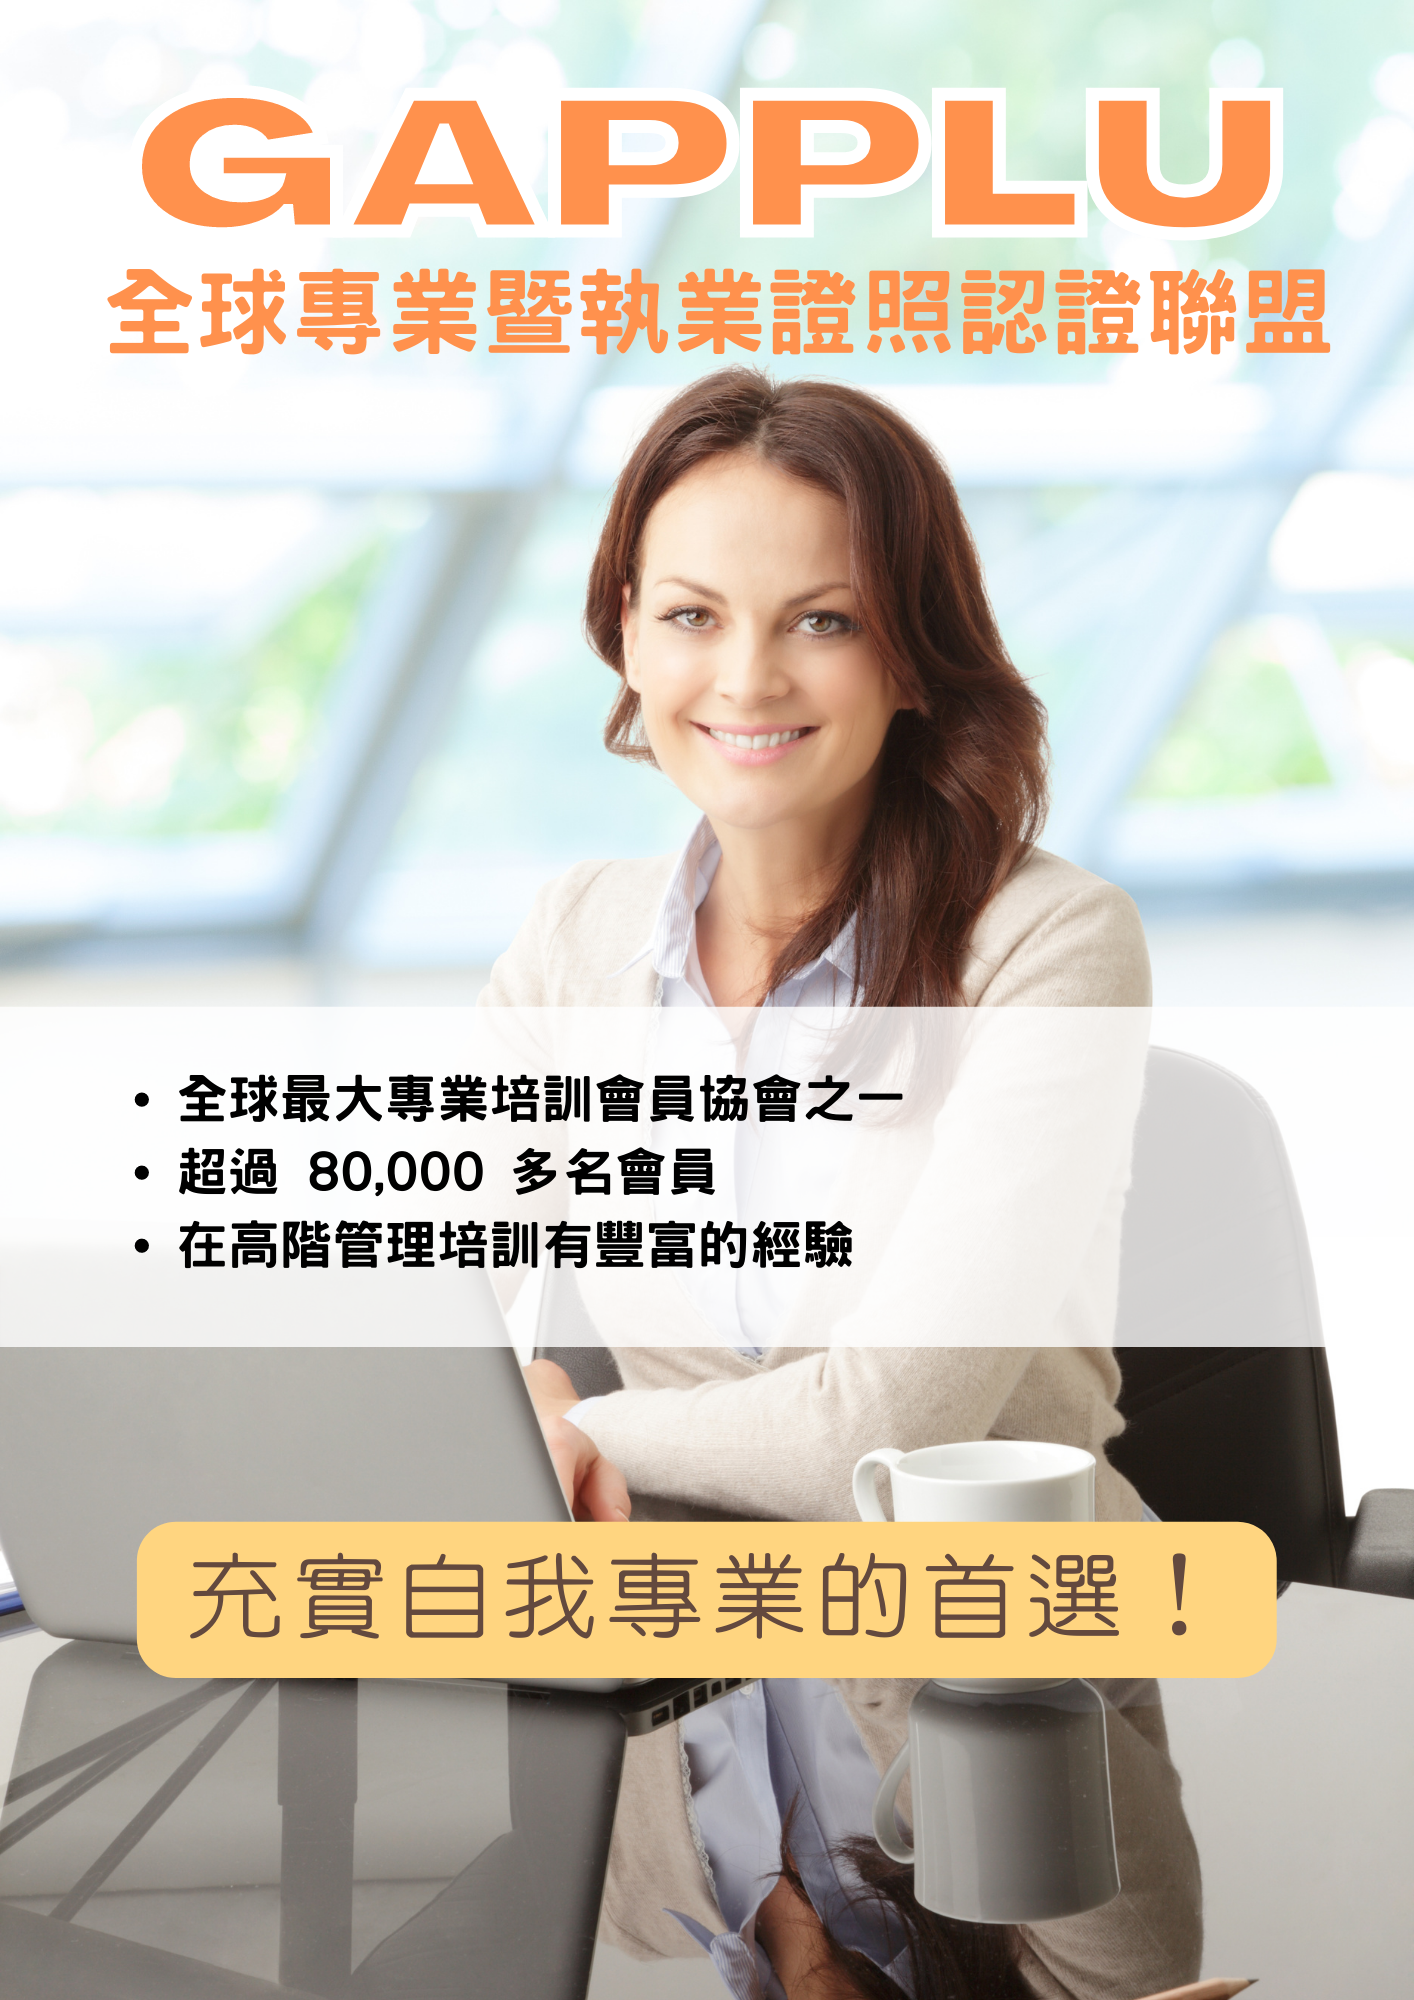 GAPPLU
全球專業暨執業證照認證聯盟
• 全球最大專業培訓會員協會之一
• 超過 80,000 多名會員
• 在高階管理培訓有豐富的經驗
充實自我專業的首選！